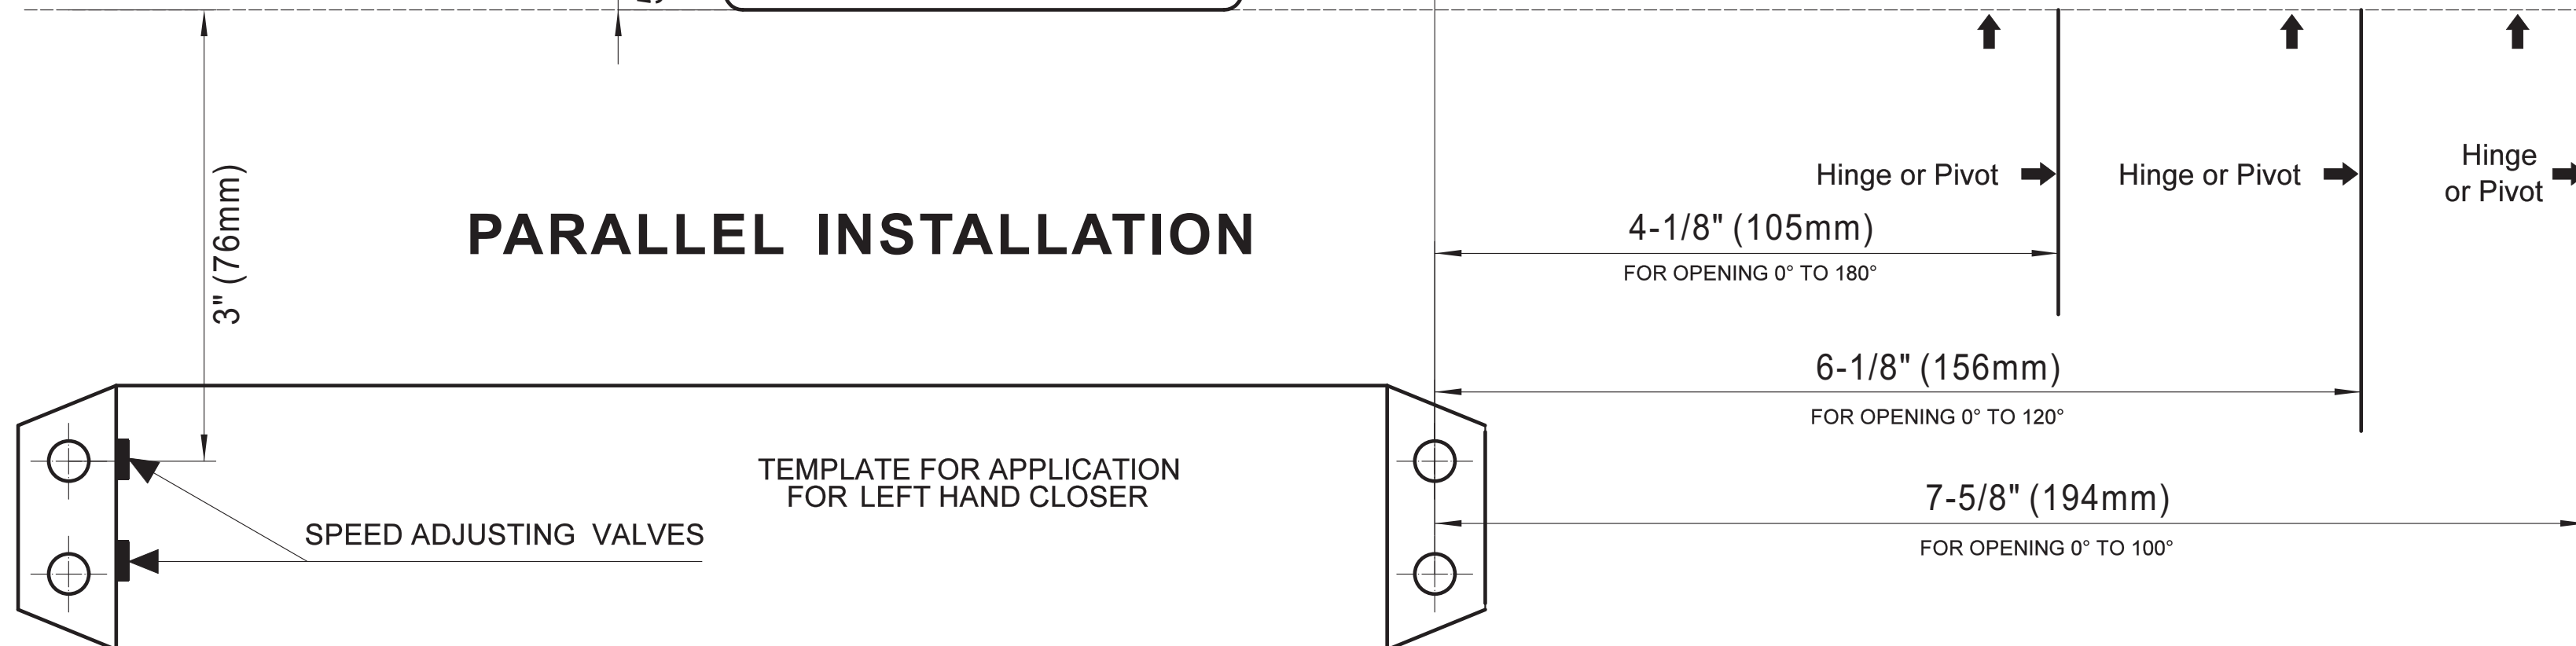 Hinge
Hinge or Pivot
Hinge or Pivot
or Pivot
3" (76mm)
PARALLEL INSTALLATION
4-1/8" (105mm)
FOR OPENING 0° TO 180°
6-1/8" (156mm)
FOR OPENING 0° TO 120°
TEMPLATE FOR APPLICATION
FOR LEFT HAND CLOSER
7-5/8" (194mm)
SPEED ADJUSTING VALVES
FOR OPENING 0° TO 100°